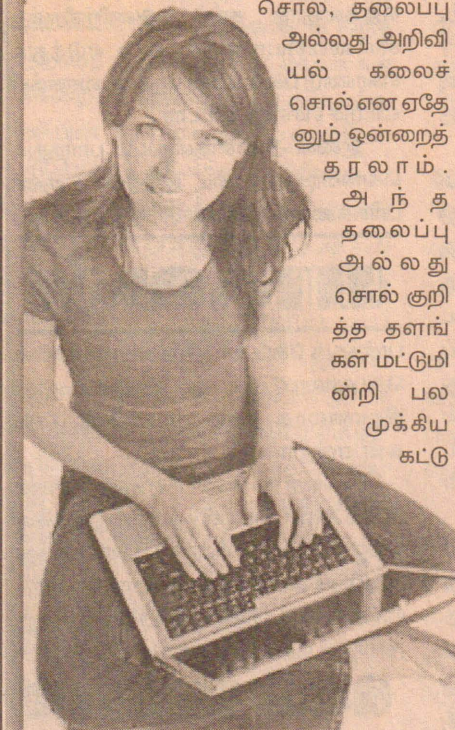 சொல், தலைப்பு
அல்லது அறிவி
யல் கலைச்
சொல் என ஏதே
னும் ஒன்றைத்
தரலாம்.
அந்த
தலைப்பு
அல்லது
சொல் குறி
த்த தளங்
கள் மட்டுமி
ன்றி பல
முக்கிய
கட்டு